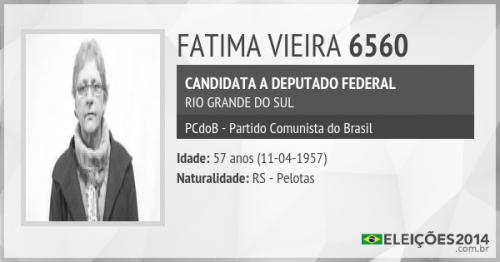 FATIMA VIEIRA 6560
CANDIDATA A DEPUTADO FEDERAL
RIO GRANDE DO SUL
PCdoB - Partido Comunista do Brasil
Idade: 57 anos (11-04-1957)
Naturalidade: RS - Pelotas
ELEIÇÕES2014
.com.br